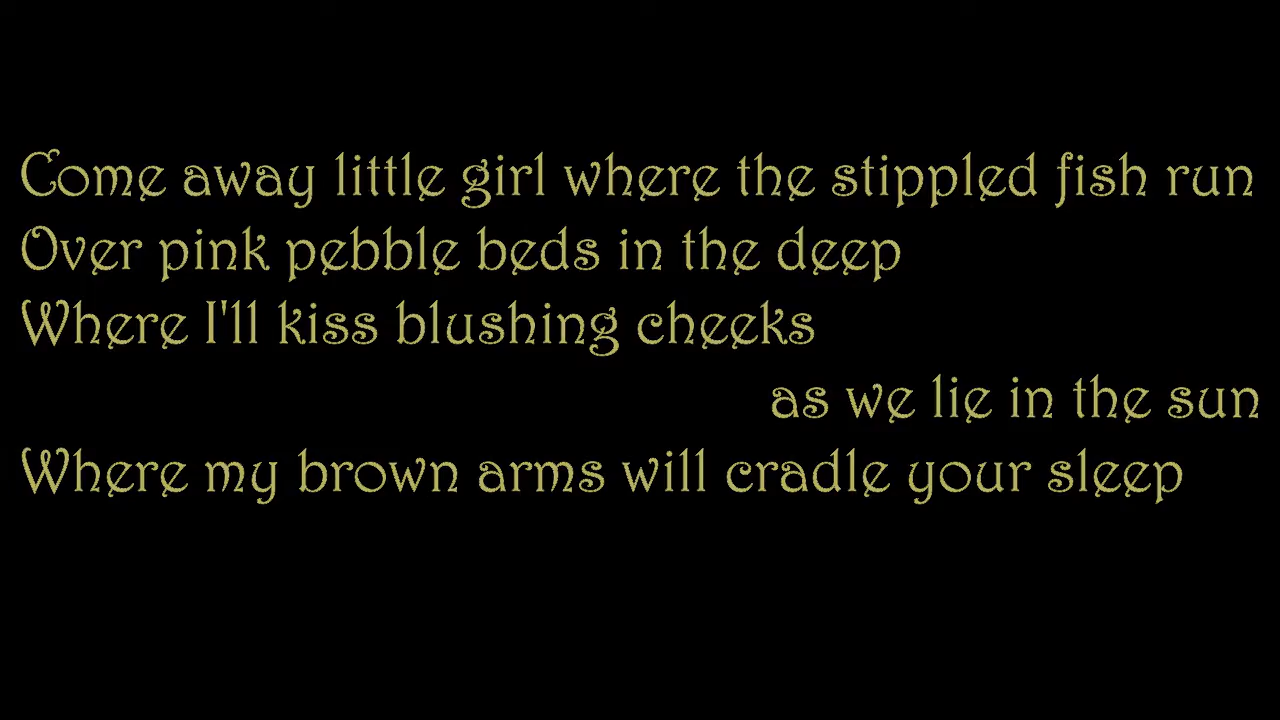 Come away little girl where the stippled fish run
Over pink pebble beds in the deep
Where I'll kiss blushing cheeks
as we lie in the sun
Where my brown arms will cradle your sleep